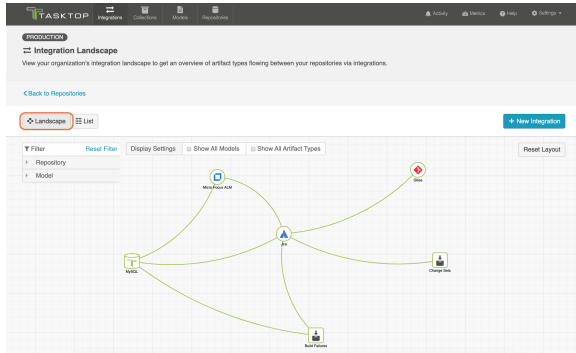 TASKTOP
Integrations
Collections
Models
Repositories
Activity
Metrics
Help
Settings
PRODUCTION
Integration Landscape
View your organization's integration landscape to get an overview of artifact types flowing between your repositories via integrations.
Back to Repositories
Landscape
List
+ New Integration
Filter
Reset Filter
Display Settings
Show All Models
Show All Artifact Types
Reset Layout
Repository
Model
Micro Focus ALM
Gitlab
Jira
MySQL
Change Sets
Build Failures